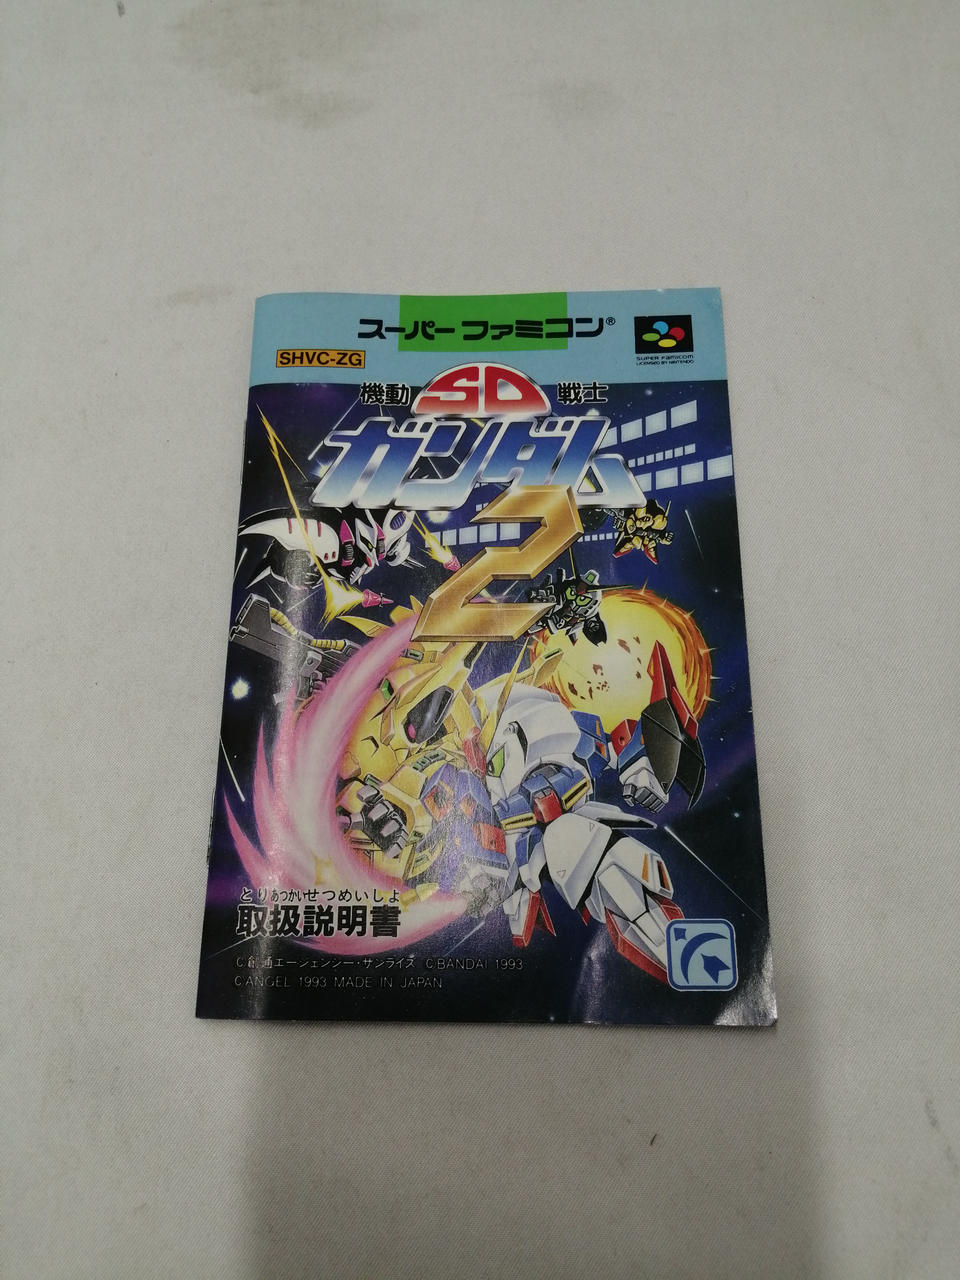 スーパーファミコン®
SUPER FAMICOM
LICENSED BY NINTENDO
SHVC-ZG
機動 SD 戦士
ガンダム
2
とりあつかいせつめいしょ
取扱説明書
©創通エージェンシー・サンライズ ©BANDAI 1993
©ANGEL 1993 MADE IN JAPAN